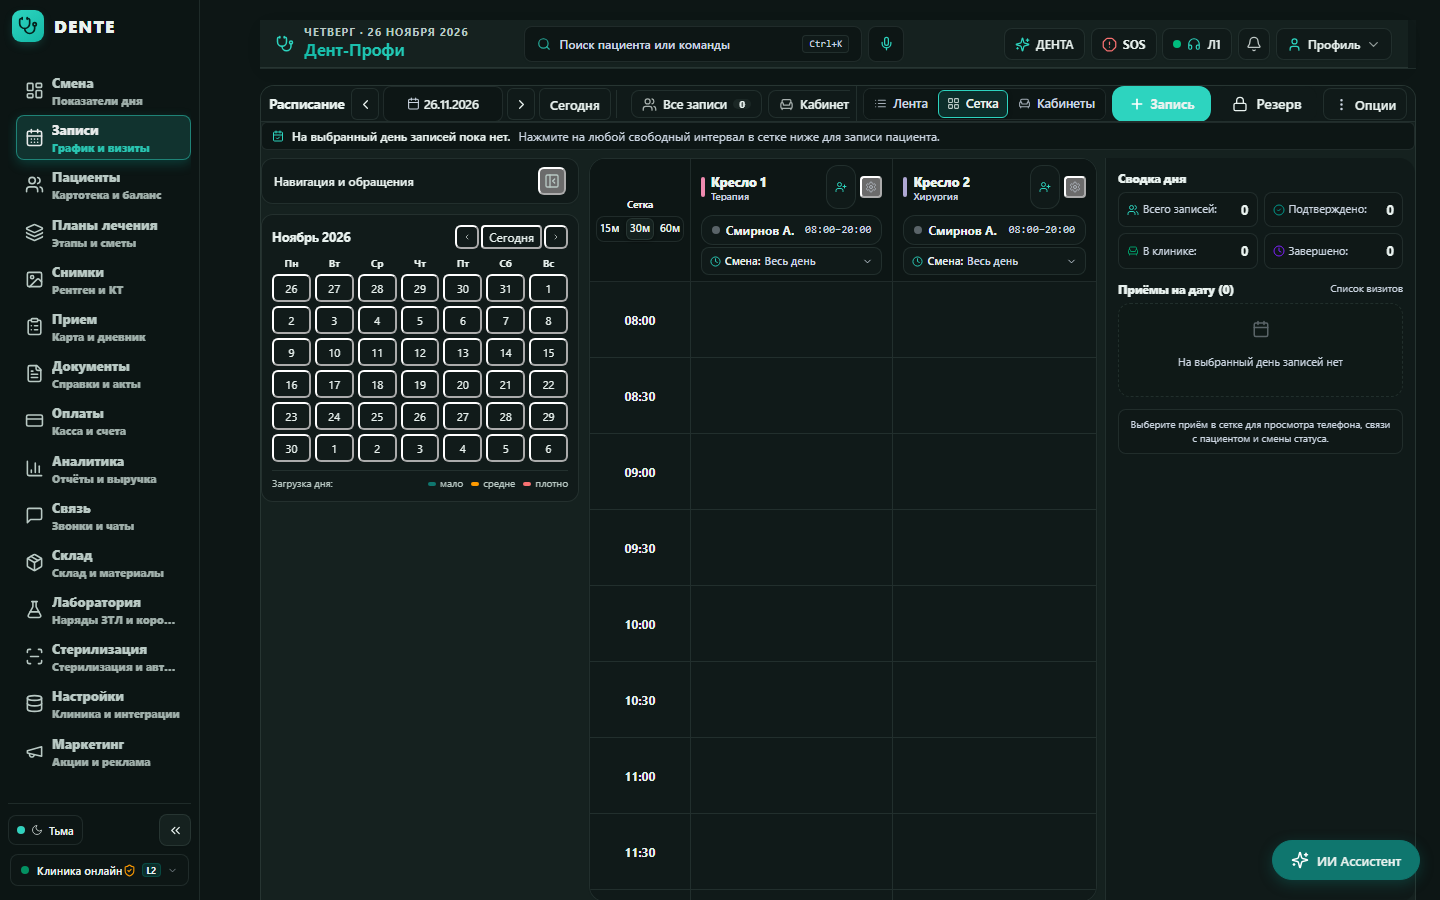 DENTE
Смена
Показатели дня
Записи
График и визиты
Пациенты
Картотека и баланс
Планы лечения
Этапы и сметы
Снимки
Рентген и КТ
Прием
Карта и дневник
Документы
Справки и акты
Оплаты
Касса и счета
Аналитика
Отчёты и выручка
Связь
Звонки и чаты
Склад
Склад и материалы
Лаборатория
Наряды ЗТЛ и коро...
Стерилизация
Стерилизация и авт...
Настройки
Клиника и интеграции
Маркетинг
Акции и реклама
Тьма
Клиника онлайн L2
ЧЕТВЕРГ · 26 НОЯБРЯ 2026
Дент-Профи
Поиск пациента или команды Ctrl+K
ДЕНТА
SOS
Л1
Профиль
Расписание 26.11.2026 Сегодня
Все записи 0
Кабинет
Лента Сетка Кабинеты
+ Запись
Резерв
Опции
На выбранный день записей пока нет. Нажмите на любой свободный интервал в сетке ниже для записи пациента.
Навигация и обращения
Ноябрь 2026 Сегодня
Пн Вт Ср Чт Пт Сб Вс
26 27 28 29 30 31 1
2 3 4 5 6 7 8
9 10 11 12 13 14 15
16 17 18 19 20 21 22
23 24 25 26 27 28 29
30 1 2 3 4 5 6
Загрузка дня: мало средне плотно
Сетка
15м 30м 60м
Кресло 1
Терапия
Смирнов А. 08:00–20:00
Смена: Весь день
Кресло 2
Хирургия
Смирнов А. 08:00–20:00
Смена: Весь день
08:00
08:30
09:00
09:30
10:00
10:30
11:00
11:30
Сводка дня
Всего записей: 0
Подтверждено: 0
В клинике: 0
Завершено: 0
Приёмы на дату (0) Список визитов
На выбранный день записей нет
Выберите приём в сетке для просмотра телефона, связи
с пациентом и смены статуса.
ИИ Ассистент